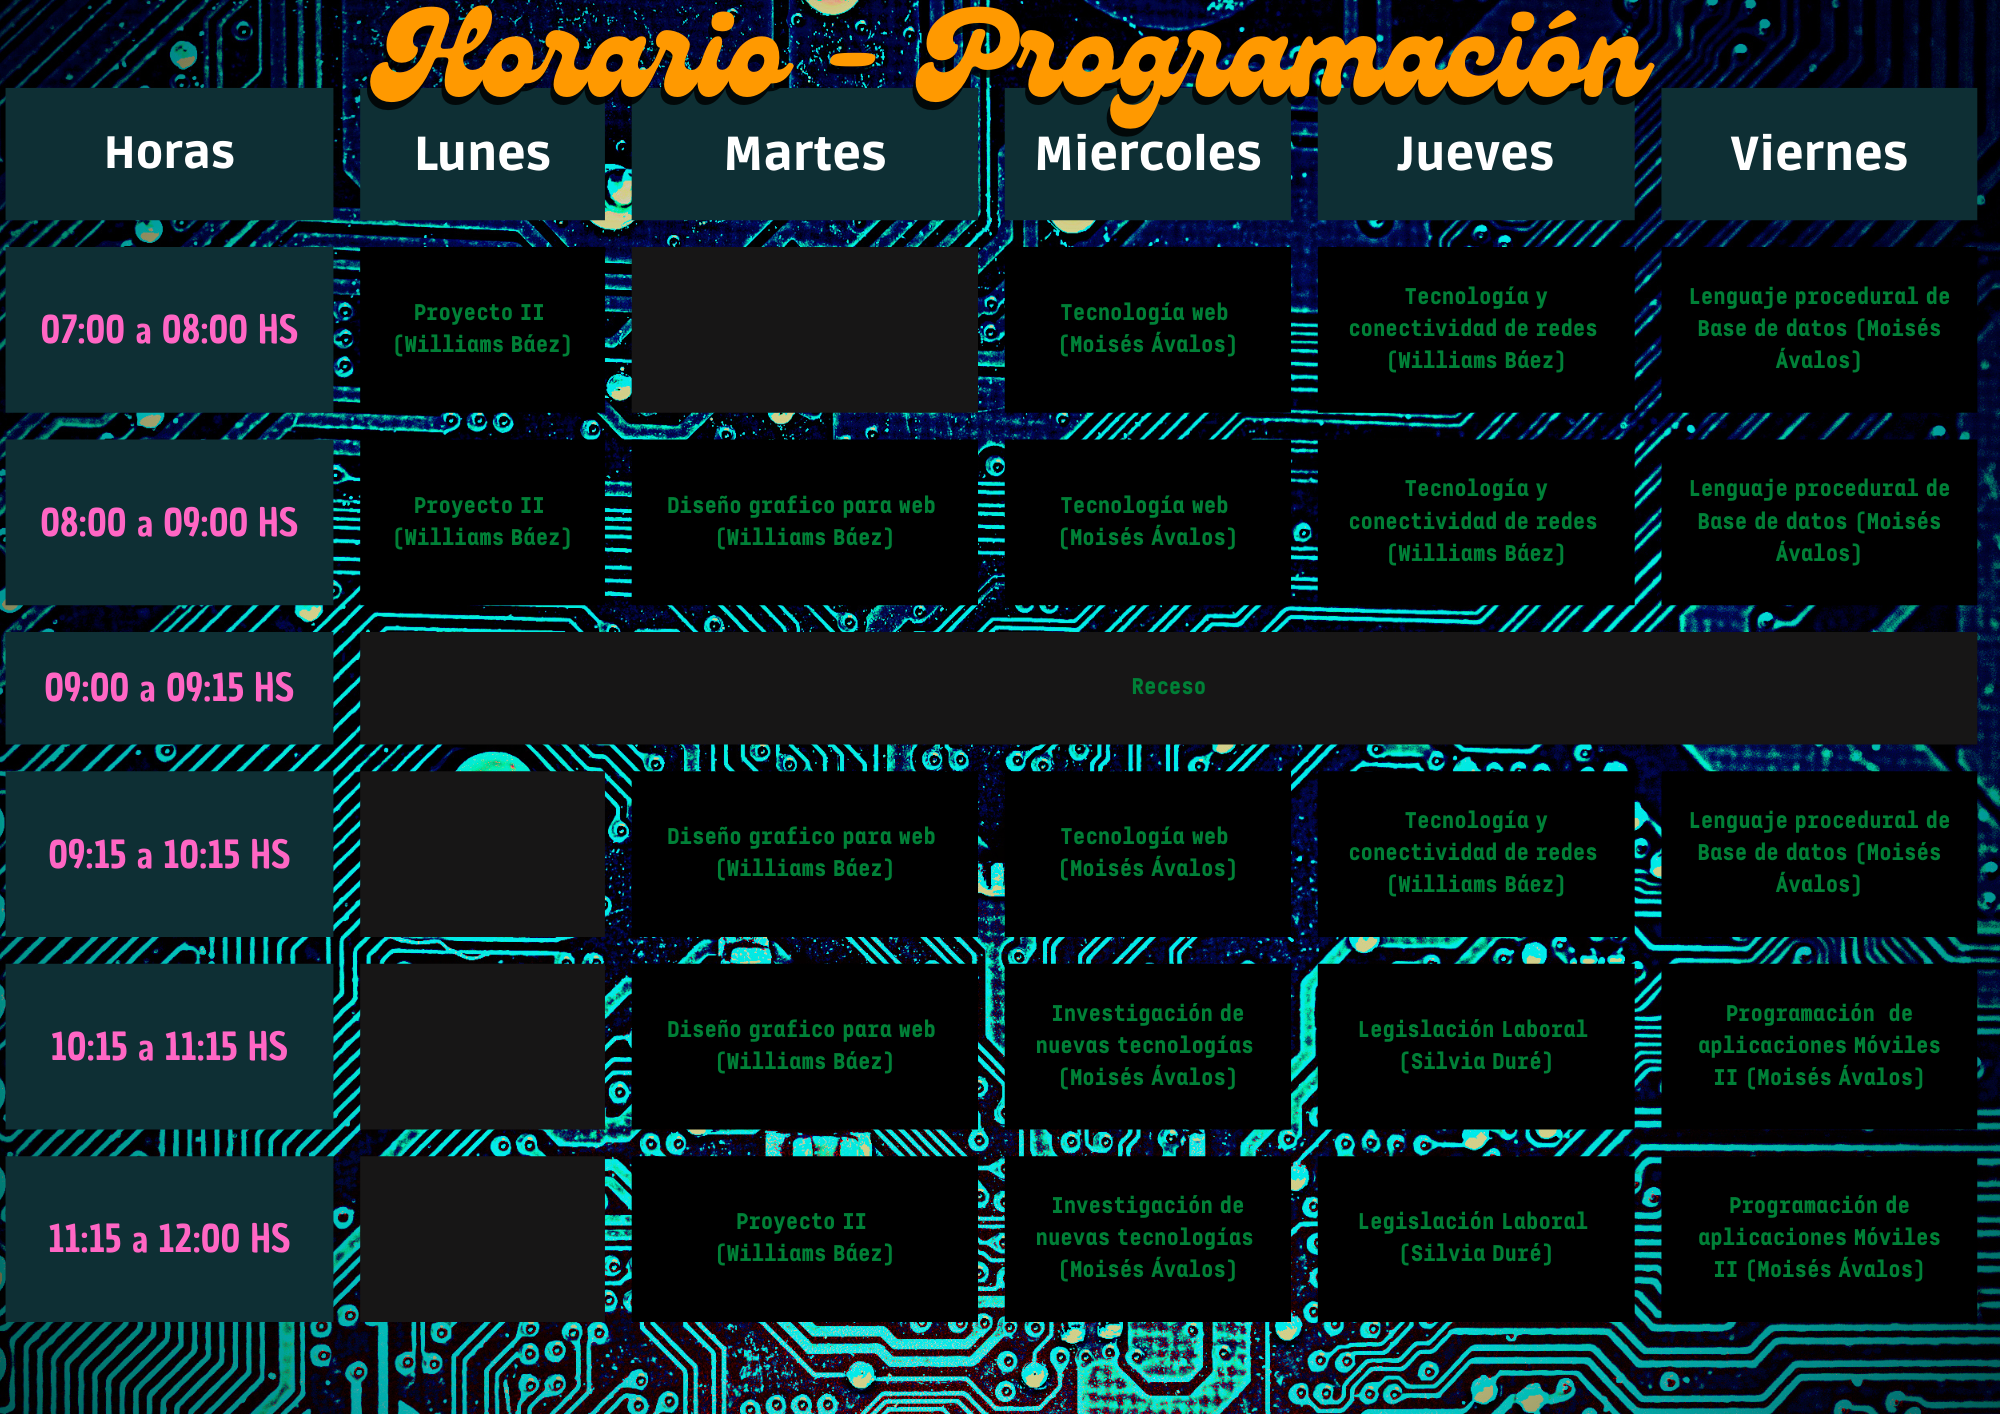 Horario - Programación
Horas
Lunes
Martes
Miercoles
Jueves
Viernes
07:00 a 08:00 HS
Proyecto II
(Williams Báez)
Tecnología web
(Moisés Ávalos)
Tecnología y
conectividad de redes
(Williams Báez)
Lenguaje procedural de
Base de datos (Moisés
Ávalos)
08:00 a 09:00 HS
Proyecto II
(Williams Báez)
Diseño grafico para web
(Williams Báez)
Tecnología web
(Moisés Ávalos)
Tecnología y
conectividad de redes
(Williams Báez)
Lenguaje procedural de
Base de datos (Moisés
Ávalos)
09:00 a 09:15 HS
Receso
09:15 a 10:15 HS
Diseño grafico para web
(Williams Báez)
Tecnología web
(Moisés Ávalos)
Tecnología y
conectividad de redes
(Williams Báez)
Lenguaje procedural de
Base de datos (Moisés
Ávalos)
10:15 a 11:15 HS
Diseño grafico para web
(Williams Báez)
Investigación de
nuevas tecnologías
(Moisés Ávalos)
Legislación Laboral
(Silvia Duré)
Programación de
aplicaciones Móviles
II (Moisés Ávalos)
11:15 a 12:00 HS
Proyecto II
(Williams Báez)
Investigación de
nuevas tecnologías
(Moisés Ávalos)
Legislación Laboral
(Silvia Duré)
Programación de
aplicaciones Móviles
II (Moisés Ávalos)